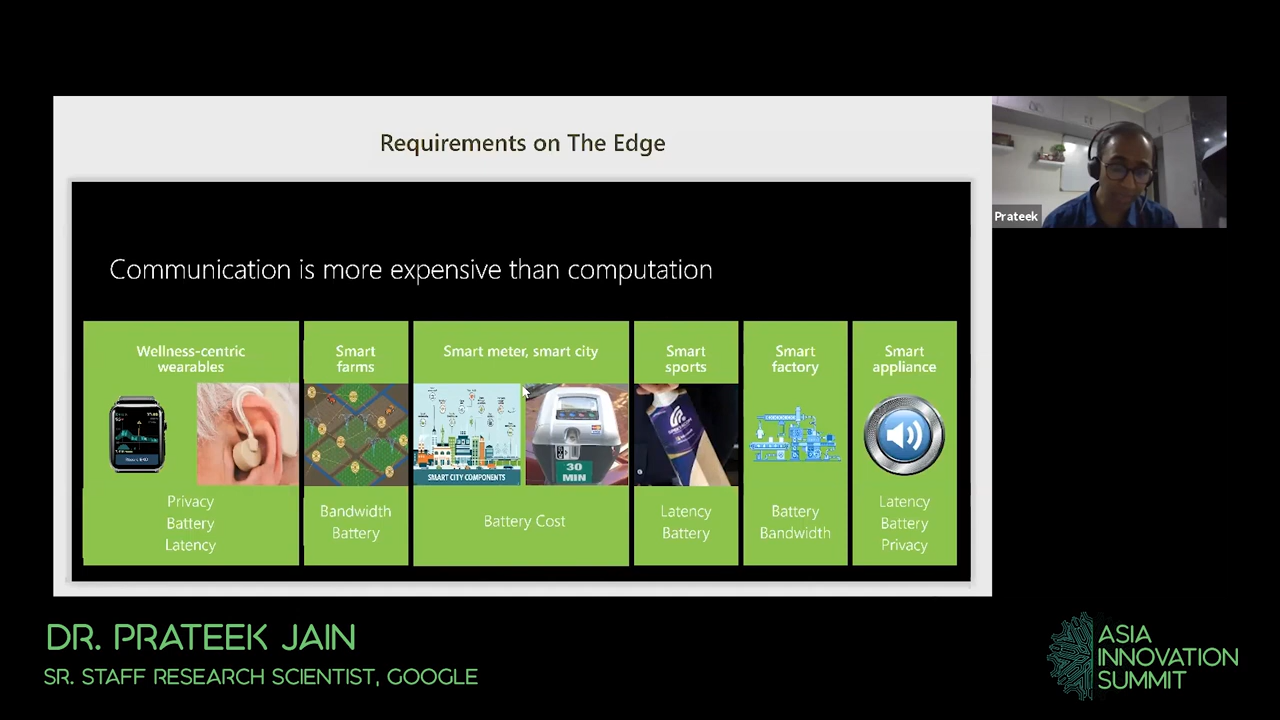 Requirements on The Edge
Prateek
Communication is more expensive than computation
Wellness-centric
wearables
Privacy
Battery
Latency
Smart
farms
Bandwidth
Battery
Smart meter, smart city
SMART CITY COMPONENTS
30
MIN
Battery Cost
Smart
sports
Latency
Battery
Smart
factory
Battery
Bandwidth
Smart
appliance
Latency
Battery
Privacy
DR. PRATEEK JAIN
SR. STAFF RESEARCH SCIENTIST, GOOGLE
ASIA
INNOVATION
SUMMIT